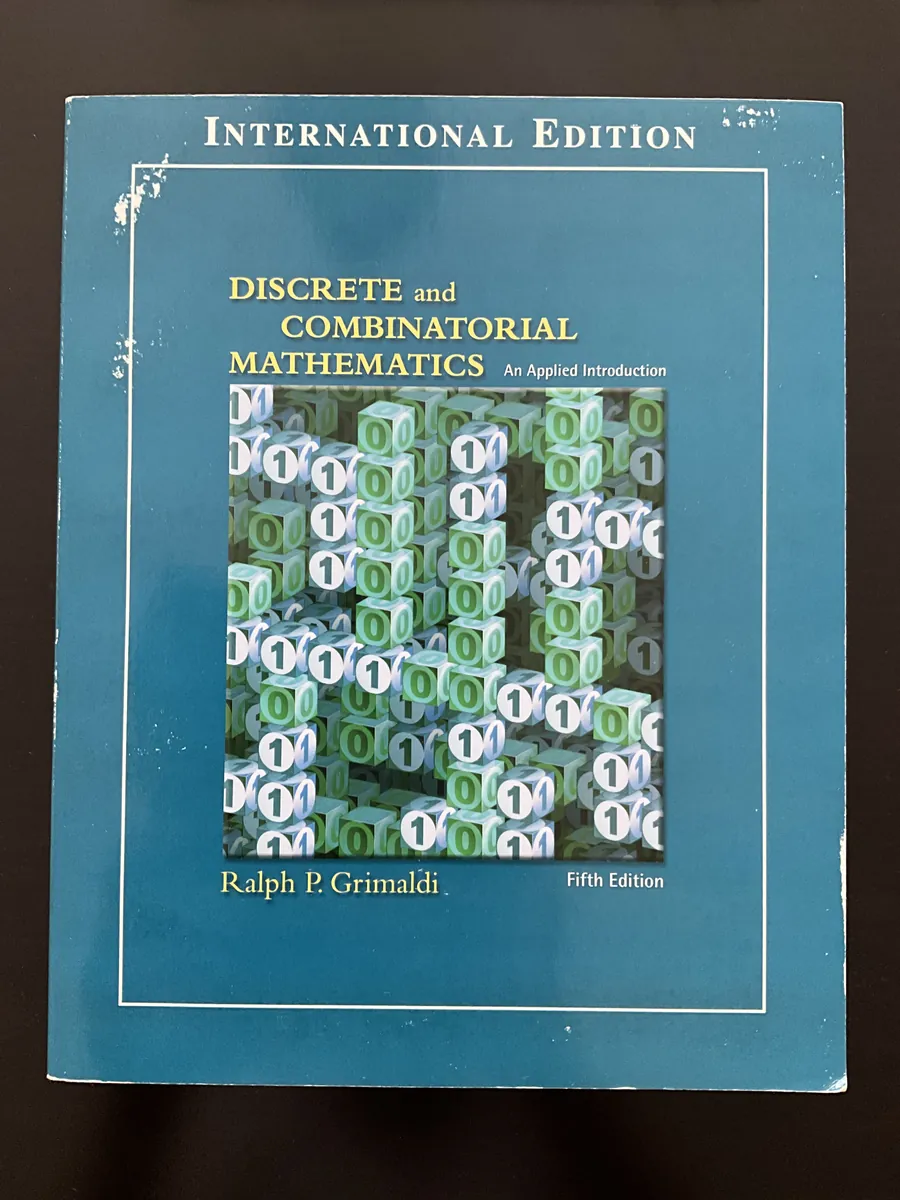 INTERNATIONAL EDITION
DISCRETE and
COMBINATORIAL
MATHEMATICS An Applied Introduction
Ralph P. Grimaldi
Fifth Edition